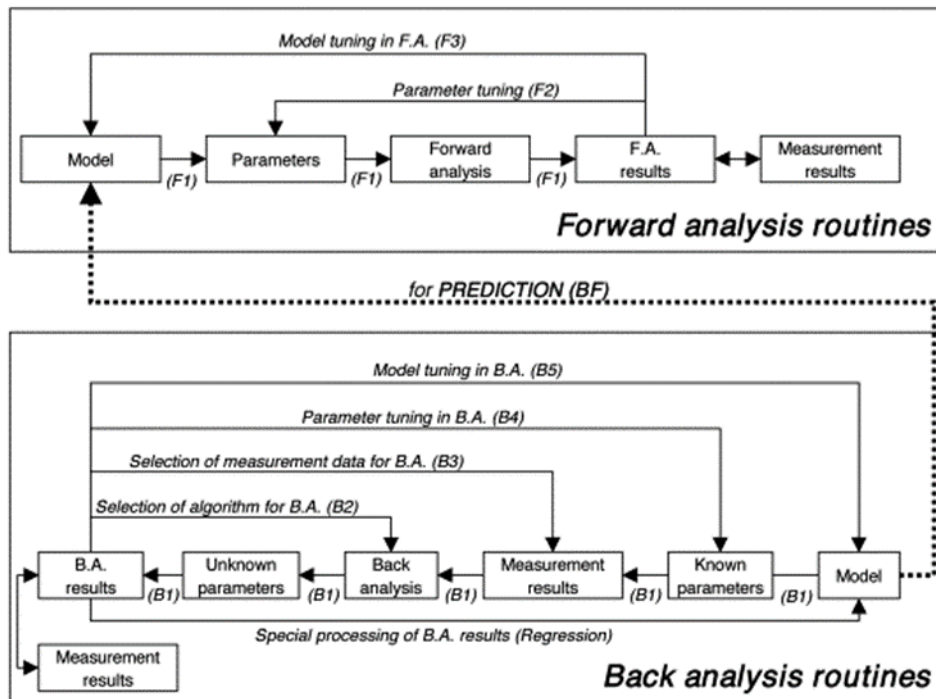 Model tuning in F.A. (F3)
Parameter tuning (F2)
Model
Parameters
Forward
analysis
F.A.
results
Measurement
results
(F1)
(F1)
(F1)
Forward analysis routines
for PREDICTION (BF)
Model tuning in B.A. (B5)
Parameter tuning in B.A. (B4)
Selection of measurement data for B.A. (B3)
Selection of algorithm for B.A. (B2)
B.A.
results
Unknown
parameters
Back
analysis
Measurement
results
Known
parameters
Model
(B1)
(B1)
(B1)
(B1)
(B1)
Special processing of B.A. results (Regression)
Measurement
results
Back analysis routines